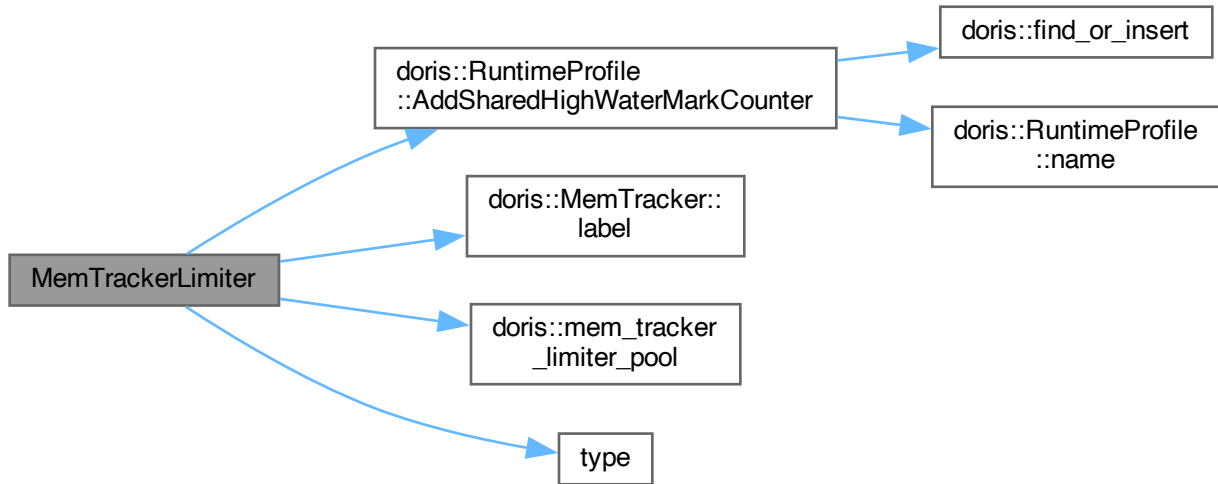 doris::find_or_insert
doris::RuntimeProfile
::AddSharedHighWaterMarkCounter
doris::RuntimeProfile
::name
doris::MemTracker::
label
MemTrackerLimiter
doris::mem_tracker
_limiter_pool
type